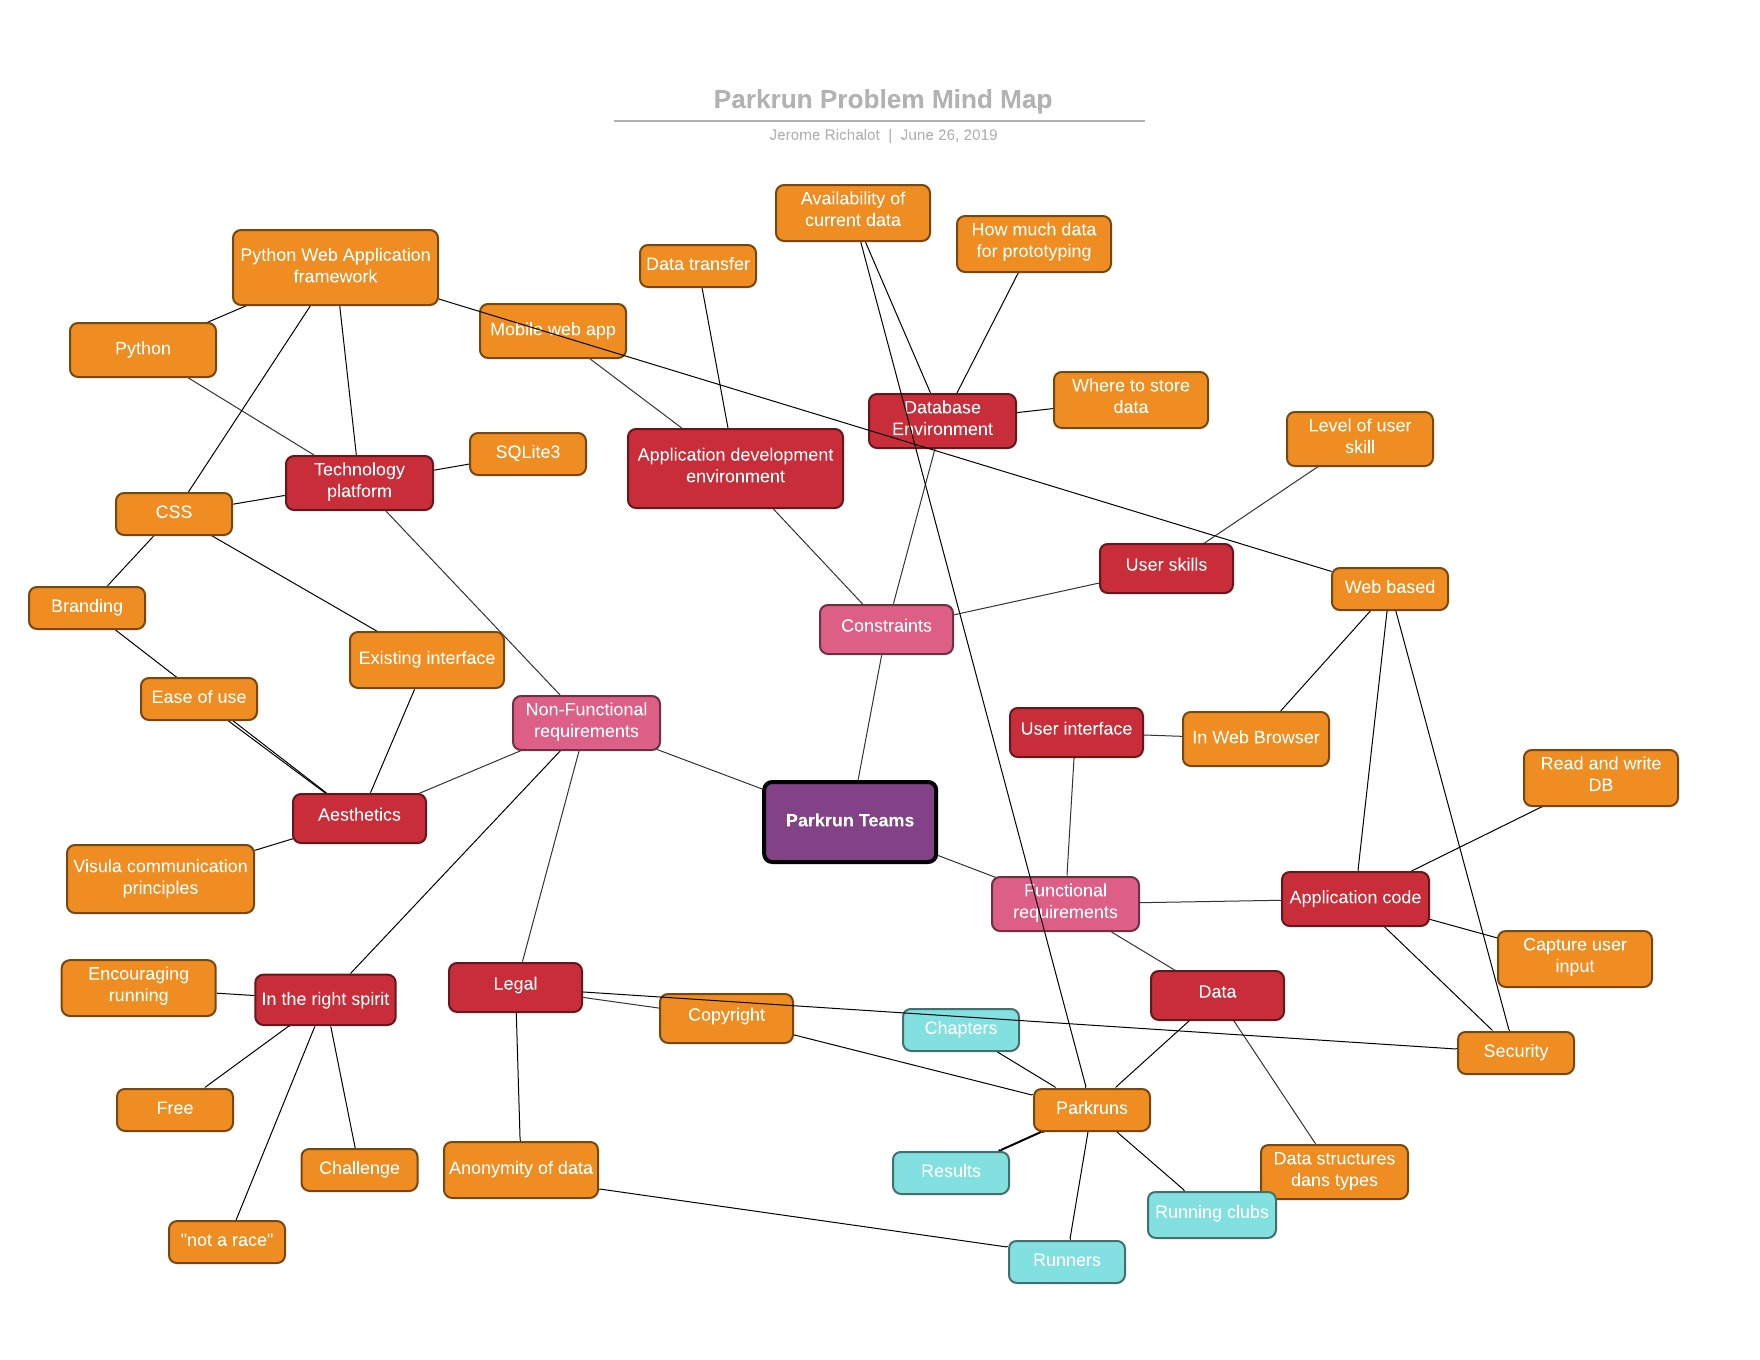 Parkrun Problem Mind Map
Jerome Richalot | June 26, 2019
Availability of
current data
How much data
for prototyping
Python Web Application
framework
Data transfer
Mobile web app
Python
Where to store
data
Database
Environment
Level of user
skill
SQLite3
Application development
environment
Technology
platform
CSS
User skills
Web based
Branding
Constraints
Existing interface
Ease of use
Non-Functional
requirements
User interface
In Web Browser
Read and write
DB
Aesthetics
Parkrun Teams
Visula communication
principles
Functional
requirements
Application code
Capture user
input
Encouraging
running
In the right spirit
Legal
Data
Copyright
Chapters
Security
Free
Parkruns
Challenge
Anonymity of data
Results
Data structures
dans types
Running clubs
"not a race"
Runners